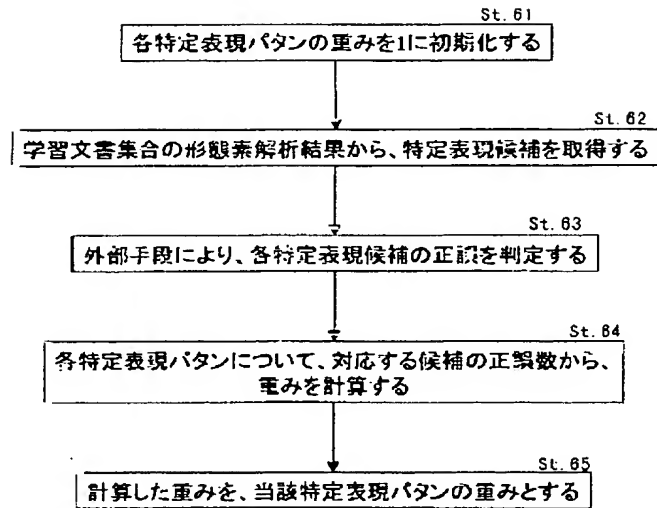 St.61
各特定表現パタンの重みを1に初期化する
St.62
学習文書集合の形態素解析結果から、特定表現候補を取得する
St.63
外部手段により、各特定表現候補の正誤を判定する
St.64
各特定表現パタンについて、対応する候補の正誤数から、
重みを計算する
St.65
計算した重みを、当該特定表現パタンの重みとする